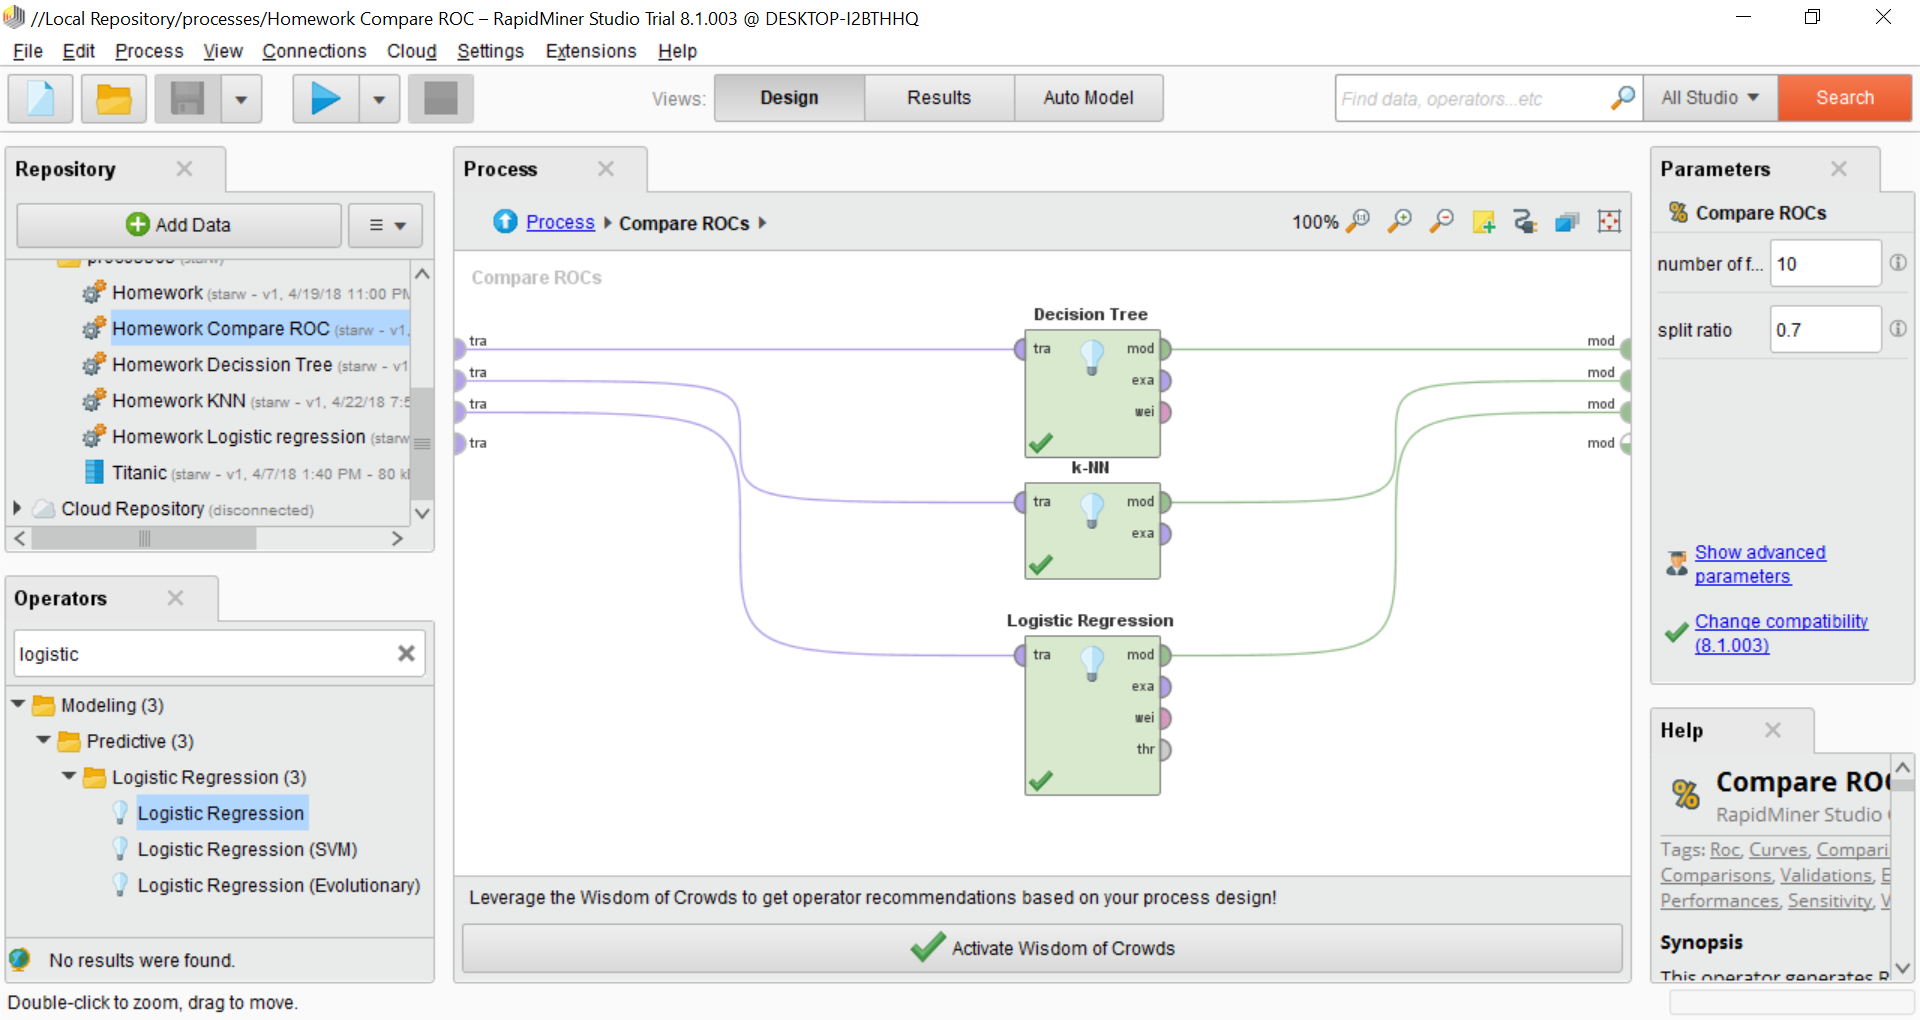 //Local Repository/processes/Homework Compare ROC – RapidMiner Studio Trial 8.1.003 @ DESKTOP-I2BTHHQ
File Edit Process View Connections Cloud Settings Extensions Help
Views: Design Results Auto Model
Find data, operators...etc All Studio Search
Repository
Add Data
processes (starw)
Homework (starw - v1, 4/19/18 11:00 PM
Homework Compare ROC (starw - v1,
Homework Decission Tree (starw - v1
Homework KNN (starw - v1, 4/22/18 7:5
Homework Logistic regression (starw
Titanic (starw - v1, 4/7/18 1:40 PM - 80 k
Cloud Repository (disconnected)
Operators
logistic
Modeling (3)
Predictive (3)
Logistic Regression (3)
Logistic Regression
Logistic Regression (SVM)
Logistic Regression (Evolutionary)
No results were found.
Double-click to zoom, drag to move.
Process
Process Compare ROCs
100%
Compare ROCs
tra
tra
tra
tra
Decision Tree
tra mod
exa
wei
k-NN
tra mod
exa
Logistic Regression
tra mod
exa
wei
thr
mod
mod
mod
mod
Leverage the Wisdom of Crowds to get operator recommendations based on your process design!
Activate Wisdom of Crowds
Parameters
Compare ROCs
number of f... 10
split ratio 0.7
Show advanced
parameters
Change compatibility
(8.1.003)
Help
Compare RO
RapidMiner Studio
Tags: Roc, Curves, Compari
Comparisons, Validations, E
Performances, Sensitivity, V
Synopsis
This operator generates R